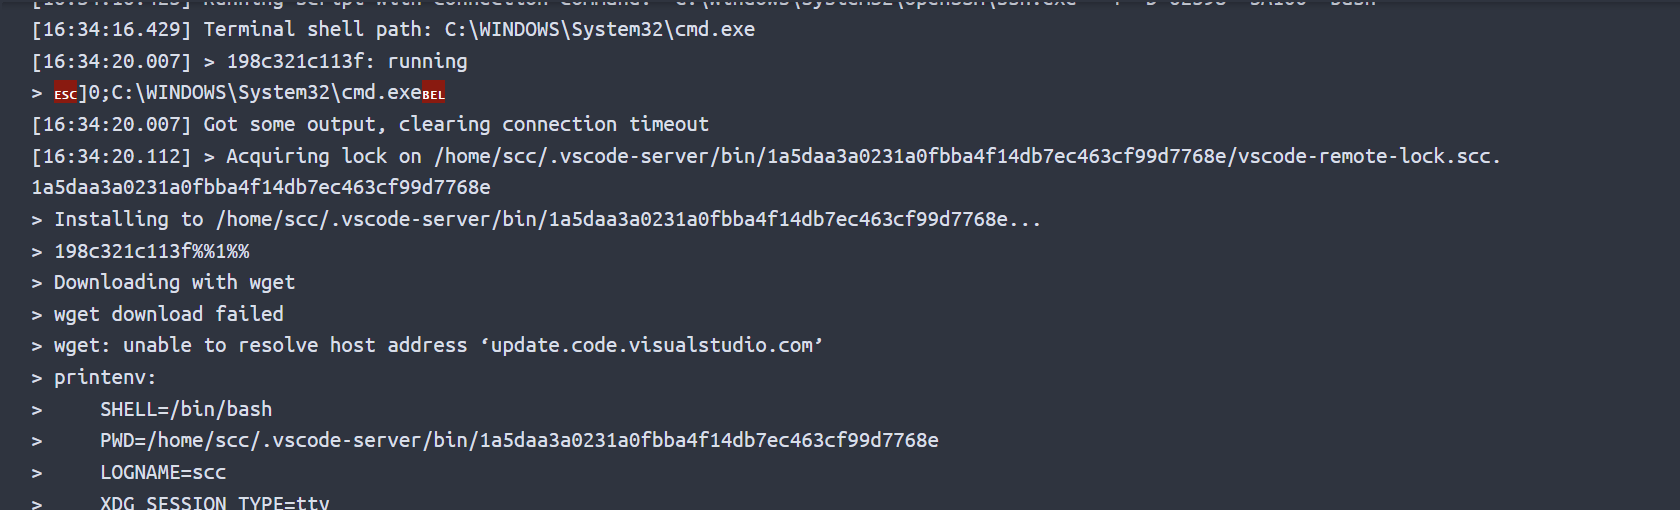 [16:34:16.429] Terminal shell path: C:\WINDOWS\System32\cmd.exe
[16:34:20.007] > 198c321c113f: running
> ESC]0;C:\WINDOWS\System32\cmd.exeBEL
[16:34:20.007] Got some output, clearing connection timeout
[16:34:20.112] > Acquiring lock on /home/scc/.vscode-server/bin/1a5daa3a0231a0fbba4f14db7ec463cf99d7768e/vscode-remote-lock.scc.
1a5daa3a0231a0fbba4f14db7ec463cf99d7768e
> Installing to /home/scc/.vscode-server/bin/1a5daa3a0231a0fbba4f14db7ec463cf99d7768e...
> 198c321c113f%%1%%
> Downloading with wget
> wget download failed
> wget: unable to resolve host address ‘update.code.visualstudio.com’
> printenv:
>     SHELL=/bin/bash
>     PWD=/home/scc/.vscode-server/bin/1a5daa3a0231a0fbba4f14db7ec463cf99d7768e
>     LOGNAME=scc
>     XDG_SESSION_TYPE=tty